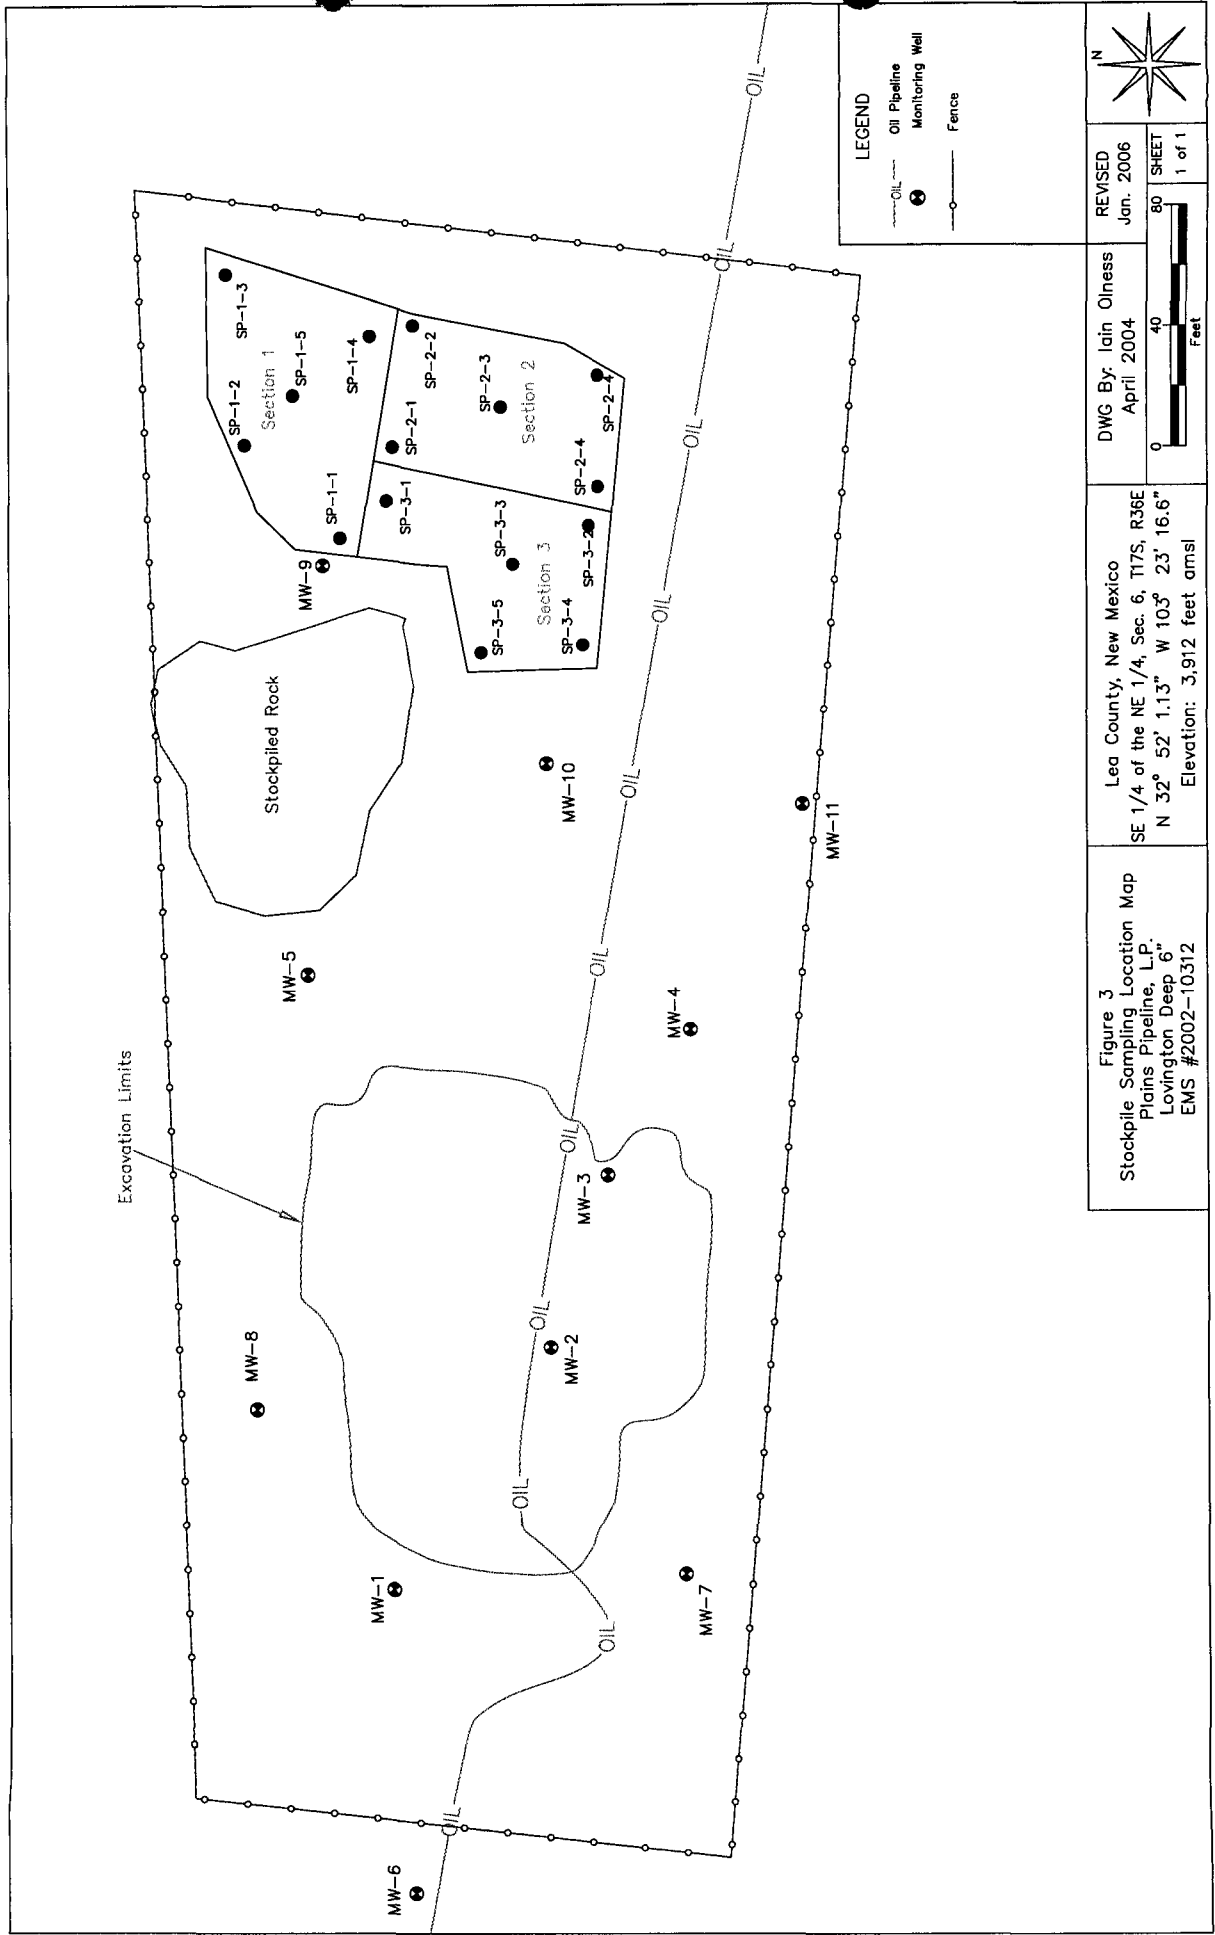 Excavation Limits
Stockpiled Rock
MW-6
MW-1
MW-8
MW-5
MW-9
MW-10
MW-11
MW-4
MW-3
MW-2
MW-7
SP-1-1
SP-1-2
SP-1-3
SP-1-4
SP-1-5
Section 1
SP-2-1
SP-2-2
SP-2-3
SP-2-4
SP-2-4
Section 2
SP-3-1
SP-3-3
SP-3-2
SP-3-4
SP-3-5
Section 3
OIL
OIL
OIL
OIL
OIL
OIL
OIL
OIL
OIL
OIL
OIL
OIL
LEGEND
OIL Oil Pipeline
Monitoring Well
Fence
Figure 3
Stockpile Sampling Location Map
Plains Pipeline, L.P.
Lovington Deep 6"
EMS #2002-10312
Lea County, New Mexico
SE 1/4 of the NE 1/4, Sec. 6, T17S, R36E
N 32° 52' 1.13" W 103° 23' 16.6"
Elevation: 3,912 feet amsl
DWG By: Iain Olness
April 2004
REVISED
Jan. 2006
0 40 80
Feet
SHEET
1 of 1
N